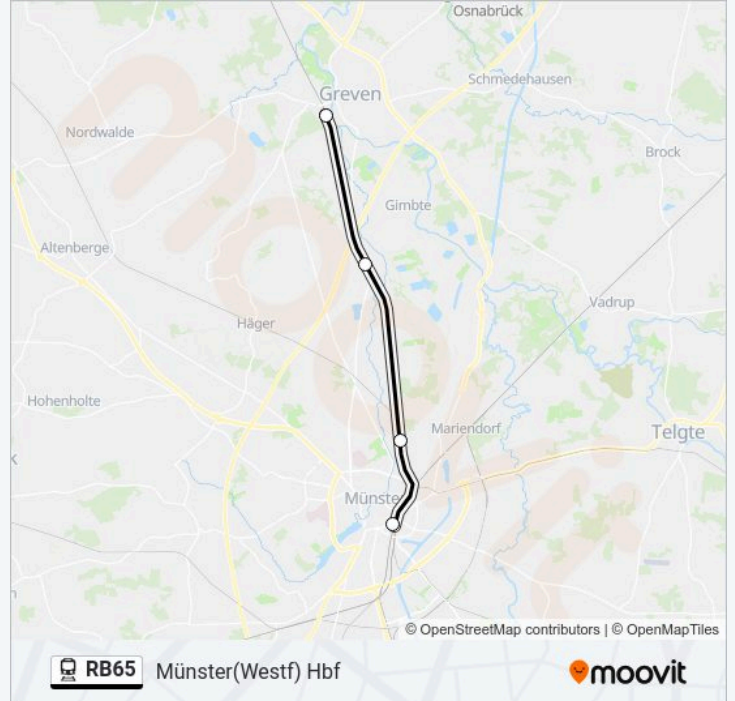 Osnabrück
Schmedehausen
Greven
Nordwalde
Brock
Gimbte
Altenberge
Vadrup
Häger
Hohenholte
Mariendorf
Telgte
K
Münster
n
moovit
© OpenStreetMap contributors | © OpenMapTiles
RB65 Münster(Westf) Hbf
moovit